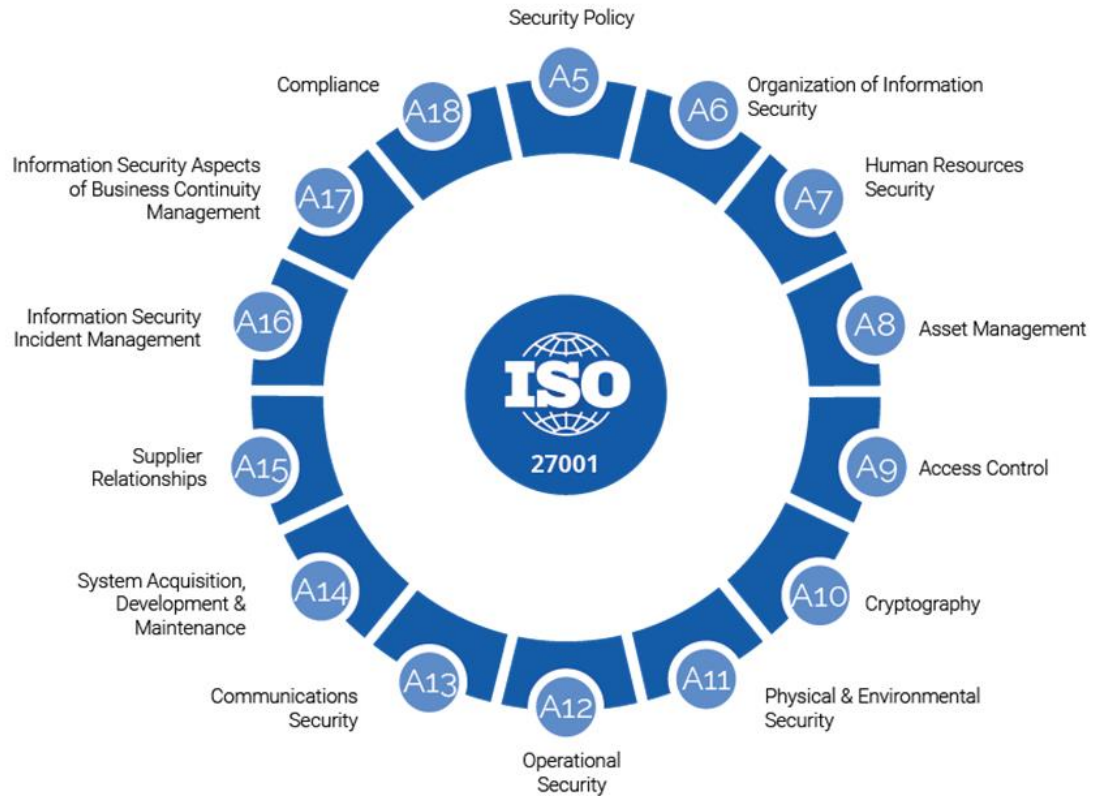 Security Policy
A5
Organization of Information
Security
A6
Human Resources
Security
A7
Asset Management
A8
Access Control
A9
Cryptography
A10
Physical & Environmental
Security
A11
Operational
Security
A12
Communications
Security
A13
System Acquisition,
Development &
Maintenance
A14
Supplier
Relationships
A15
Information Security
Incident Management
A16
Information Security Aspects
of Business Continuity
Management
A17
Compliance
A18
ISO
27001